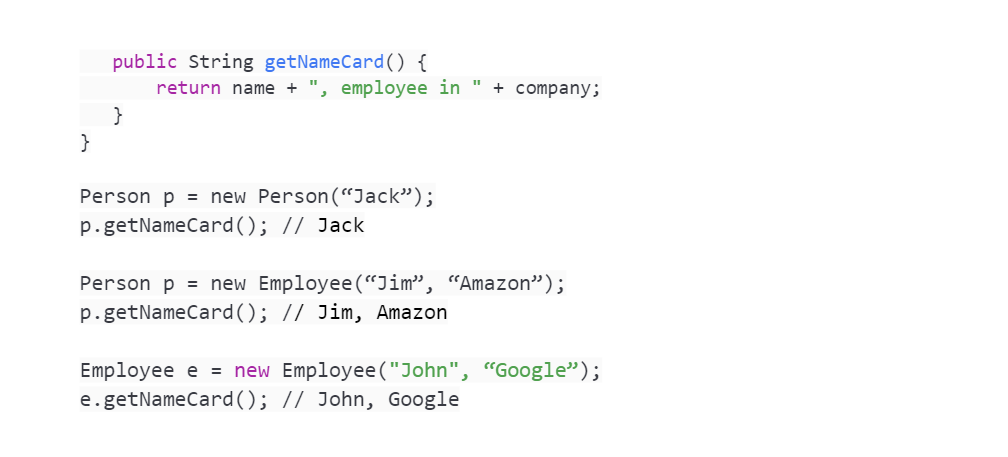 public String getNameCard() {
return name + ", employee in " + company;
}
}
Person p = new Person(“Jack”);
p.getNameCard(); // Jack
Person p = new Employee(“Jim”, “Amazon”);
p.getNameCard(); // Jim, Amazon
Employee e = new Employee("John", “Google”);
e.getNameCard(); // John, Google